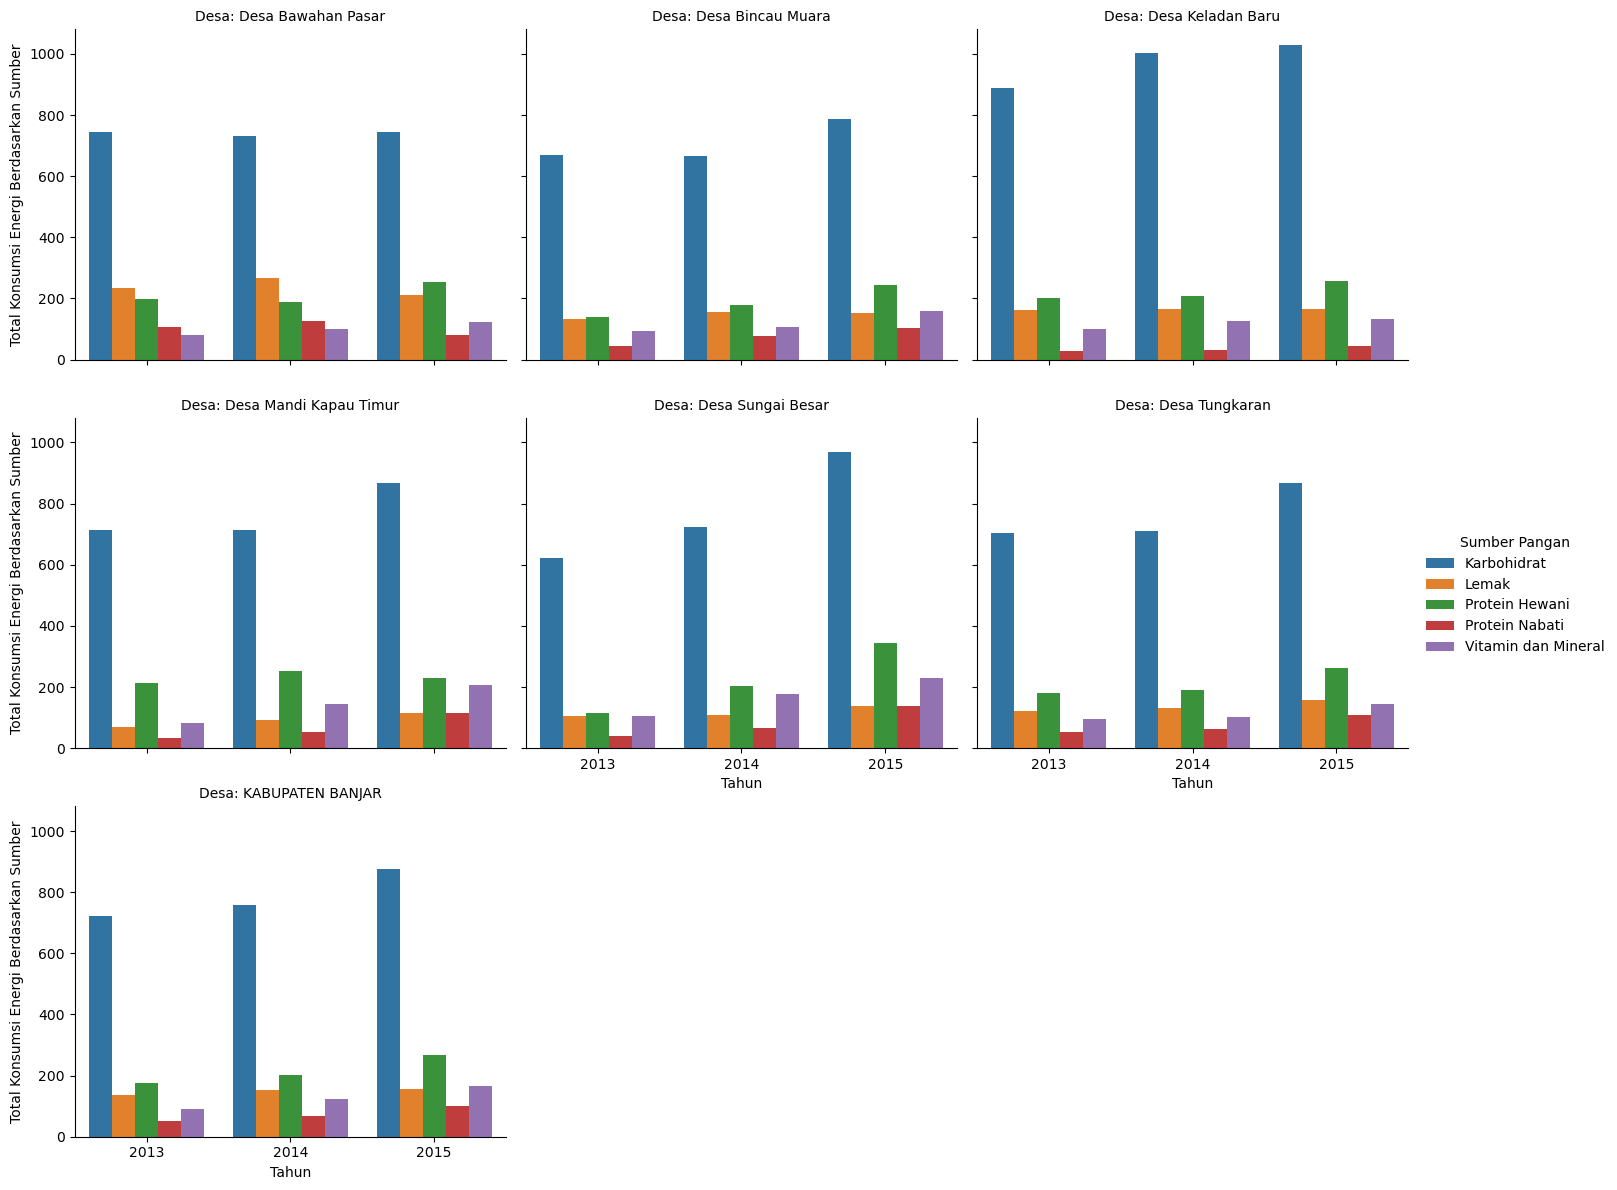 Desa: Desa Bawahan Pasar
Desa: Desa Bincau Muara
Desa: Desa Keladan Baru
Total Konsumsi Energi Berdasarkan Sumber
1000
800
600
400
200
0
Desa: Desa Mandi Kapau Timur
Desa: Desa Sungai Besar
Desa: Desa Tungkaran
Total Konsumsi Energi Berdasarkan Sumber
1000
800
600
400
200
0
2013 2014 2015
Tahun
2013 2014 2015
Tahun
Sumber Pangan
Karbohidrat
Lemak
Protein Hewani
Protein Nabati
Vitamin dan Mineral
Desa: KABUPATEN BANJAR
Total Konsumsi Energi Berdasarkan Sumber
1000
800
600
400
200
0
2013 2014 2015
Tahun